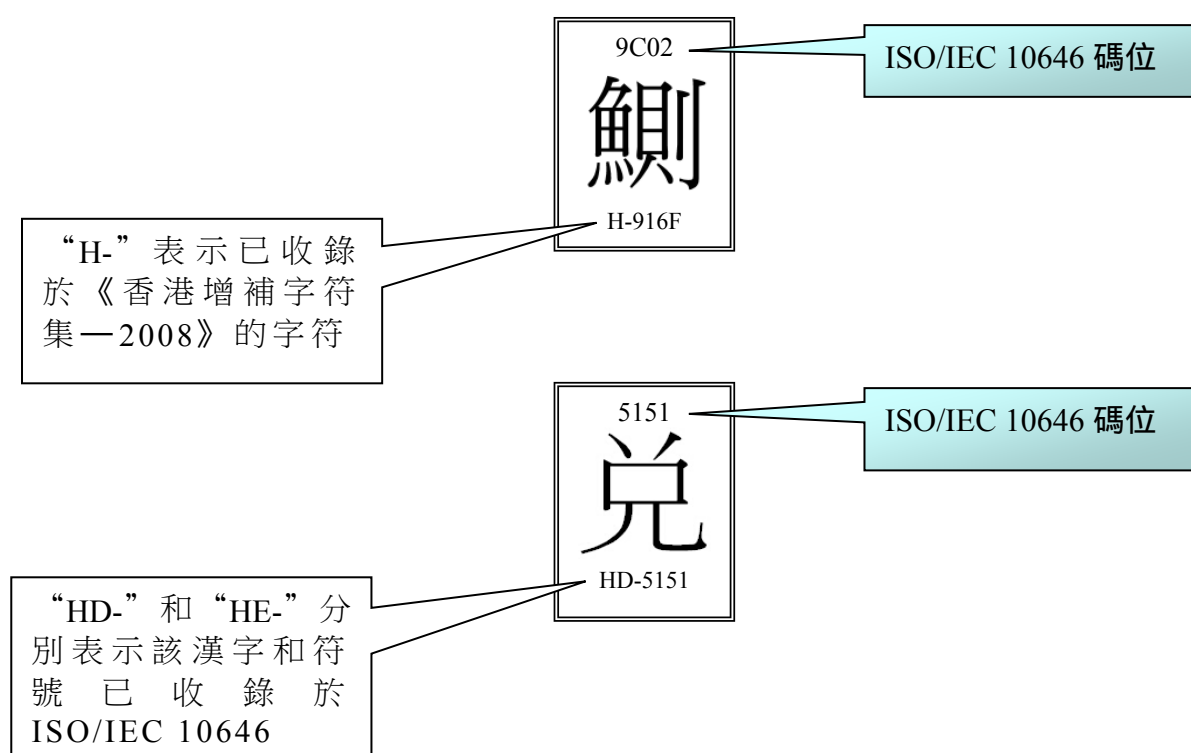 9C02
ISO/IEC 10646 碼位
鰂
H-916F
“H-”表示已收錄
於《香港增補字符
集—2008》的字符
5151
ISO/IEC 10646 碼位
兑
HD-5151
“HD-”和“HE-”分
別表示該漢字和符
號已收錄於
ISO/IEC 10646